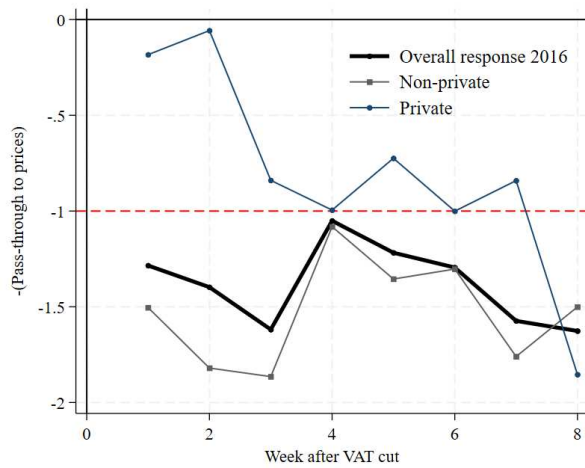 0
-.5
-1
-1.5
-2
-(Pass-through to prices)
Overall response 2016
Non-private
Private
0 2 4 6 8
Week after VAT cut